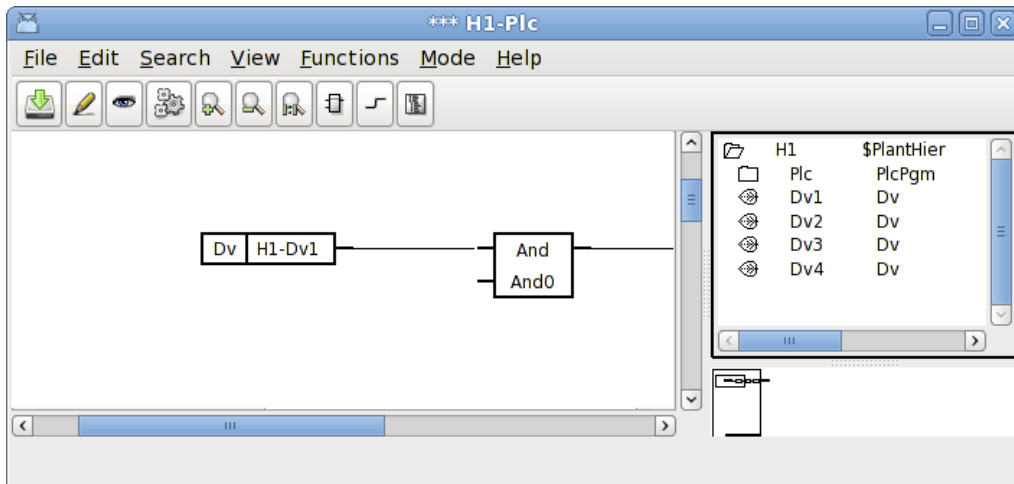 *** H1-Plc
File Edit Search View Functions Mode Help
H1 $PlantHier
Plc PlcPgm
Dv1 Dv
Dv2 Dv
Dv3 Dv
Dv4 Dv
Dv H1-Dv1
And
And0